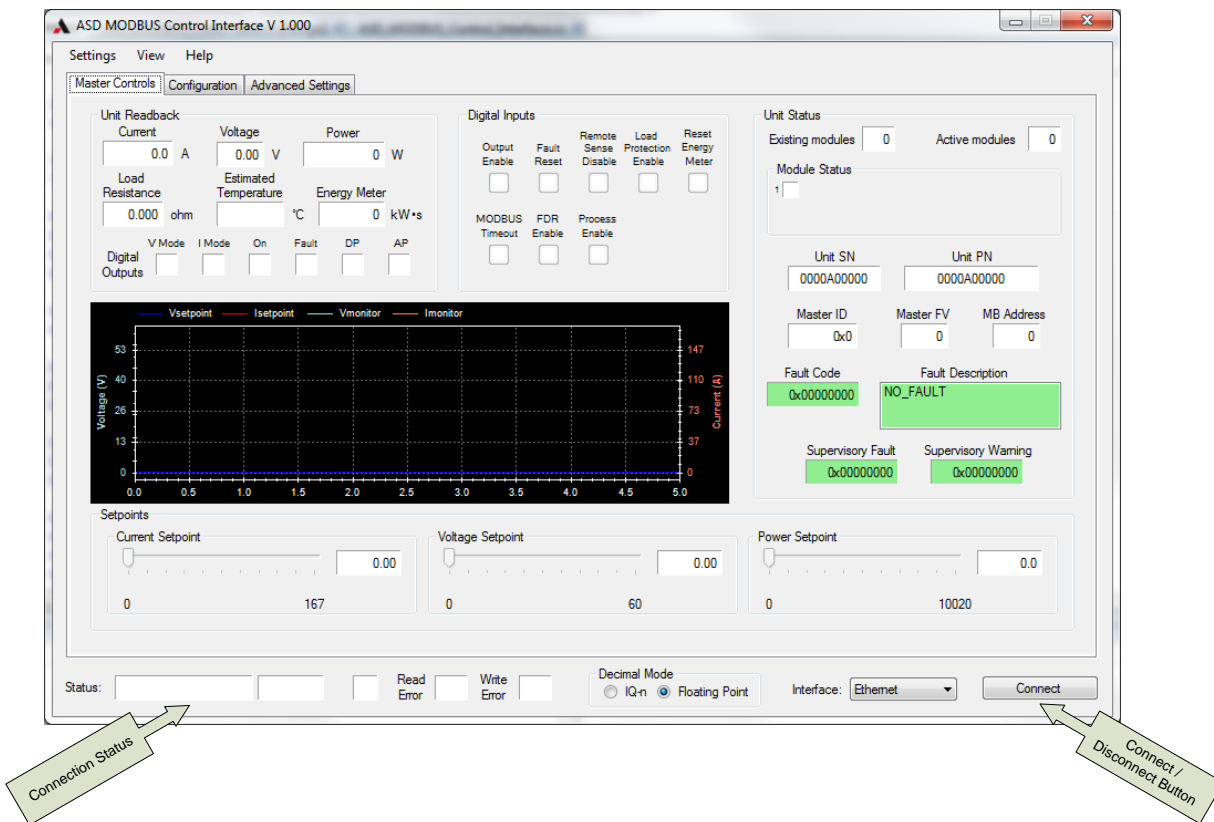 ASD MODBUS Control Interface V 1.000
Settings View Help
Master Controls Configuration Advanced Settings
Unit Readback
Current Voltage Power
0.0 A 0.00 V 0 W
Load Resistance Estimated Temperature Energy Meter
0.000 ohm °C 0 kW•s
Digital Outputs V Mode I Mode On Fault DP AP
Digital Inputs
Output Enable Fault Reset Remote Sense Disable Load Protection Enable Reset Energy Meter
MODBUS Timeout FDR Enable Process Enable
Unit Status
Existing modules 0 Active modules 0
Module Status
1
Unit SN Unit PN
0000A00000 0000A00000
Master ID Master FV MB Address
0x0 0 0
Fault Code Fault Description
0x00000000 NO_FAULT
Supervisory Fault Supervisory Warning
0x00000000 0x00000000
Vsetpoint Isetpoint Vmonitor Imonitor
Voltage (V)
53
40
26
13
0
147
110
73
37
0
Current (A)
0.0 0.5 1.0 1.5 2.0 2.5 3.0 3.5 4.0 4.5 5.0
Setpoints
Current Setpoint
0.00
0 167
Voltage Setpoint
0.00
0 60
Power Setpoint
0.0
0 10020
Status: Read Error Write Error
Decimal Mode
IQ-n Floating Point
Interface: Ethernet Connect
Connection Status
Connect /
Disconnect Button